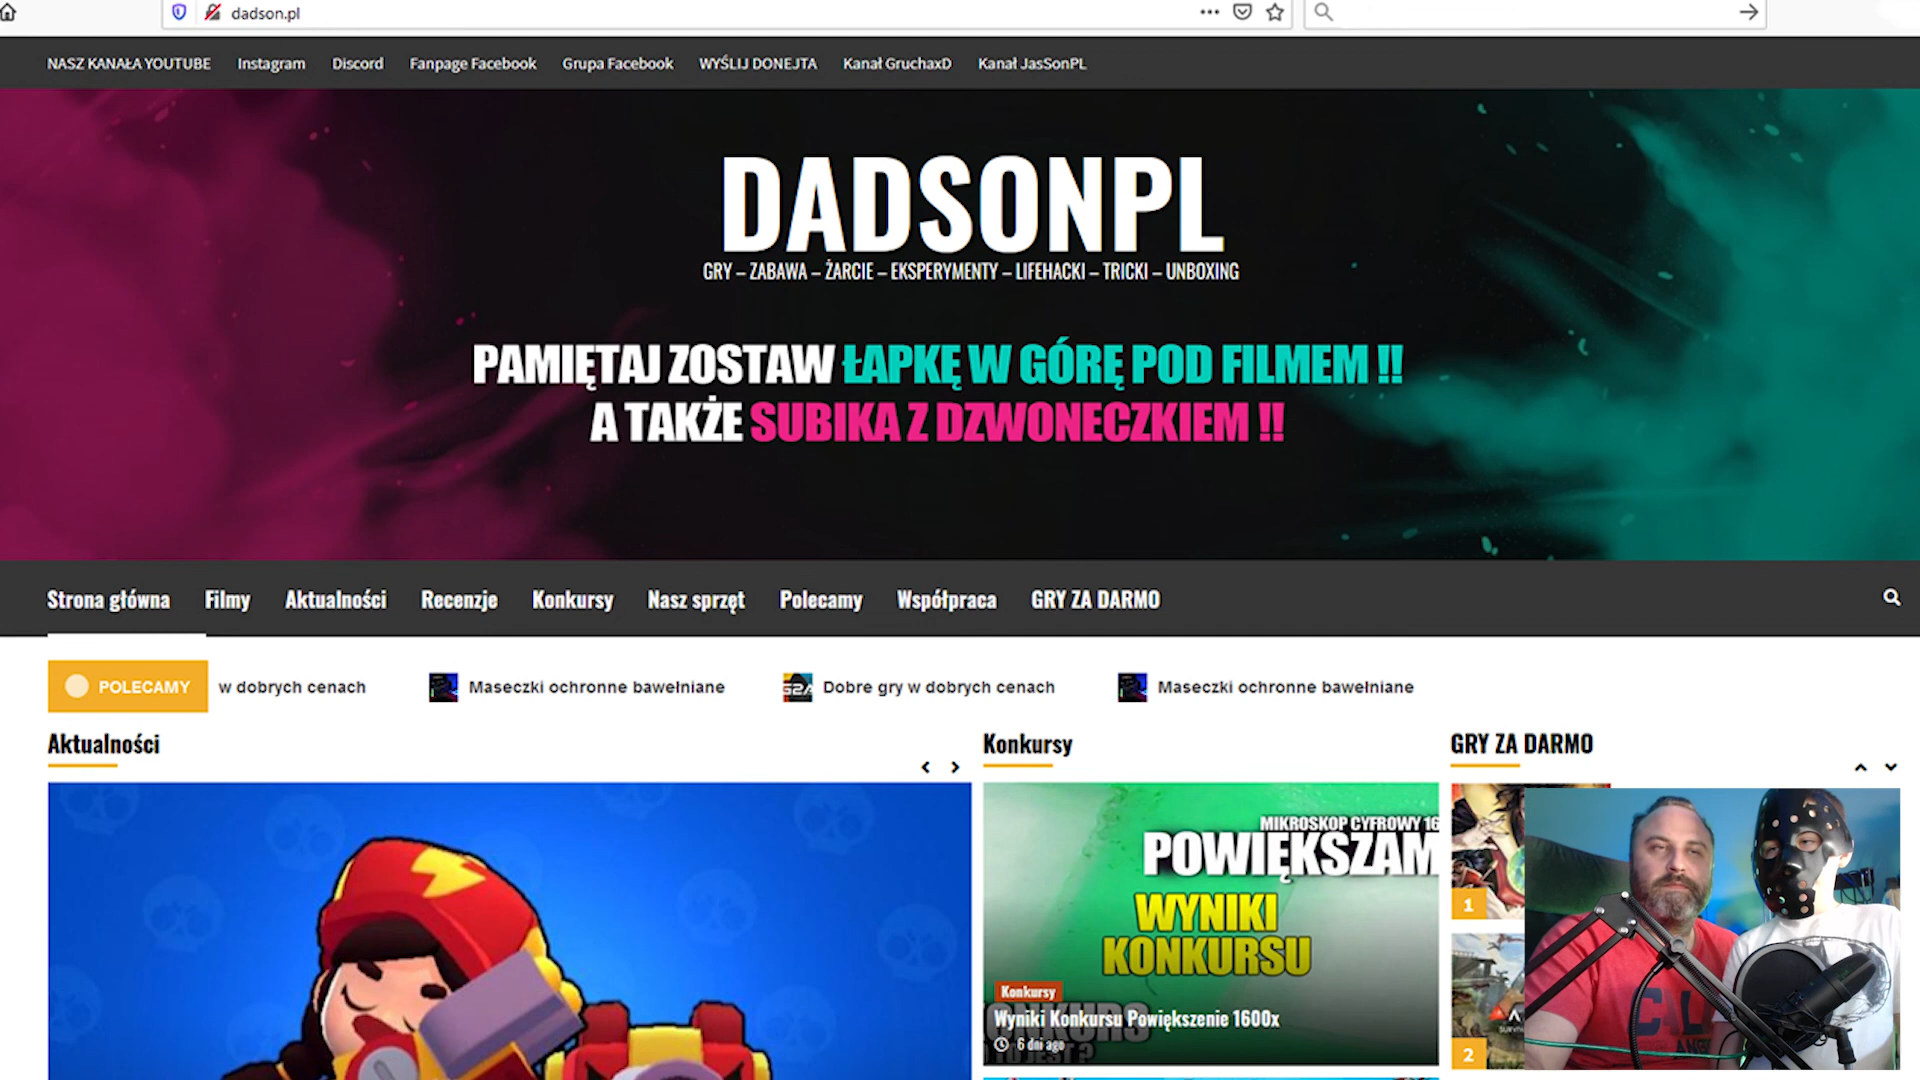 dadson.pl
NASZ KANAŁA YOUTUBE Instagram Discord Fanpage Facebook Grupa Facebook WYŚLIJ DONEJTA Kanał GruchaxD Kanał JasSonPL
DADSONPL
GRY – ZABAWA – ŻARCIE – EKSPERYMENTY – LIFEHACKI – TRICKI – UNBOXING
PAMIĘTAJ ZOSTAW ŁAPKĘ W GÓRĘ POD FILMEM !!
A TAKŻE SUBIKA Z DZWONECZKIEM !!
Strona główna Filmy Aktualności Recenzje Konkursy Nasz sprzęt Polecamy Współpraca GRY ZA DARMO
POLECAMY w dobrych cenach Maseczki ochronne bawełniane G2A Dobre gry w dobrych cenach Maseczki ochronne bawełniane
Aktualności
Konkursy
GRY ZA DARMO
MIKROSKOP CYFROWY 16
POWIĘKSZAM
WYNIKI
KONKURSU
Konkursy
Wyniki Konkursu Powiększenie 1600x
6 dni ago
1
2